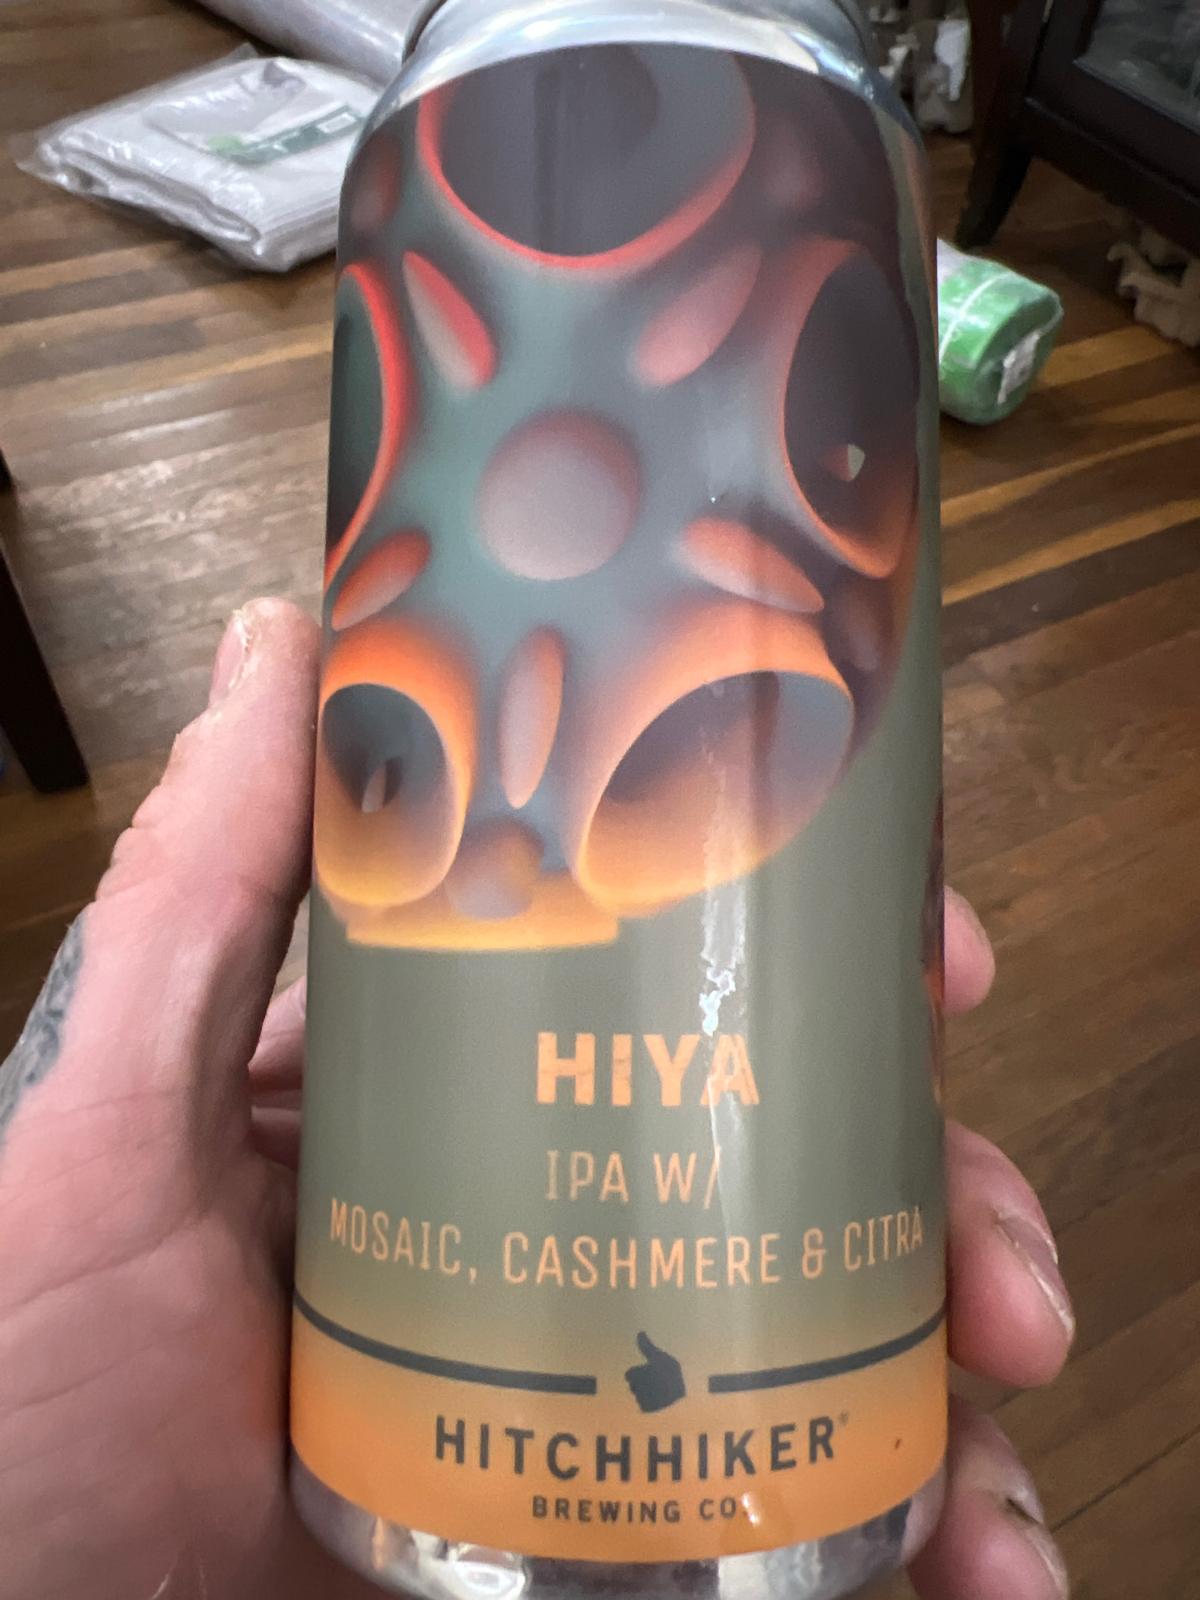 HIYA
IPA W/
MOSAIC, CASHMERE & CITRA
HITCHHIKER®
BREWING CO.